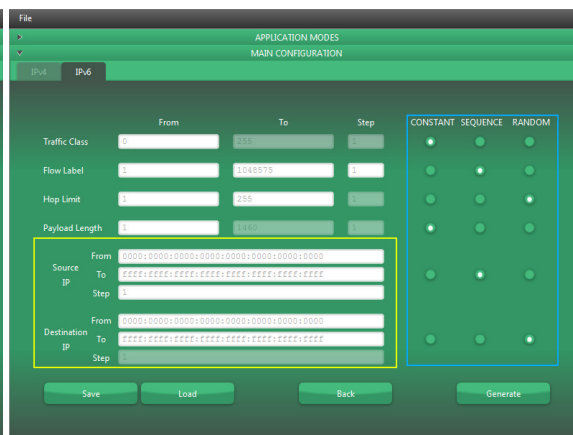 File
APPLICATION MODES
MAIN CONFIGURATION
IPv4 IPv6
From To Step CONSTANT SEQUENCE RANDOM
Traffic Class 0 255 1
Flow Label 1 1048575 1
Hop Limit 1 255 1
Payload Length 1 1460 1
From 0000:0000:0000:0000:0000:0000:0000:0000
Source IP To ffff:ffff:ffff:ffff:ffff:ffff:ffff:ffff
Step 1
From 0000:0000:0000:0000:0000:0000:0000:0000
Destination IP To ffff:ffff:ffff:ffff:ffff:ffff:ffff:ffff
Step 1
Save Load Back Generate